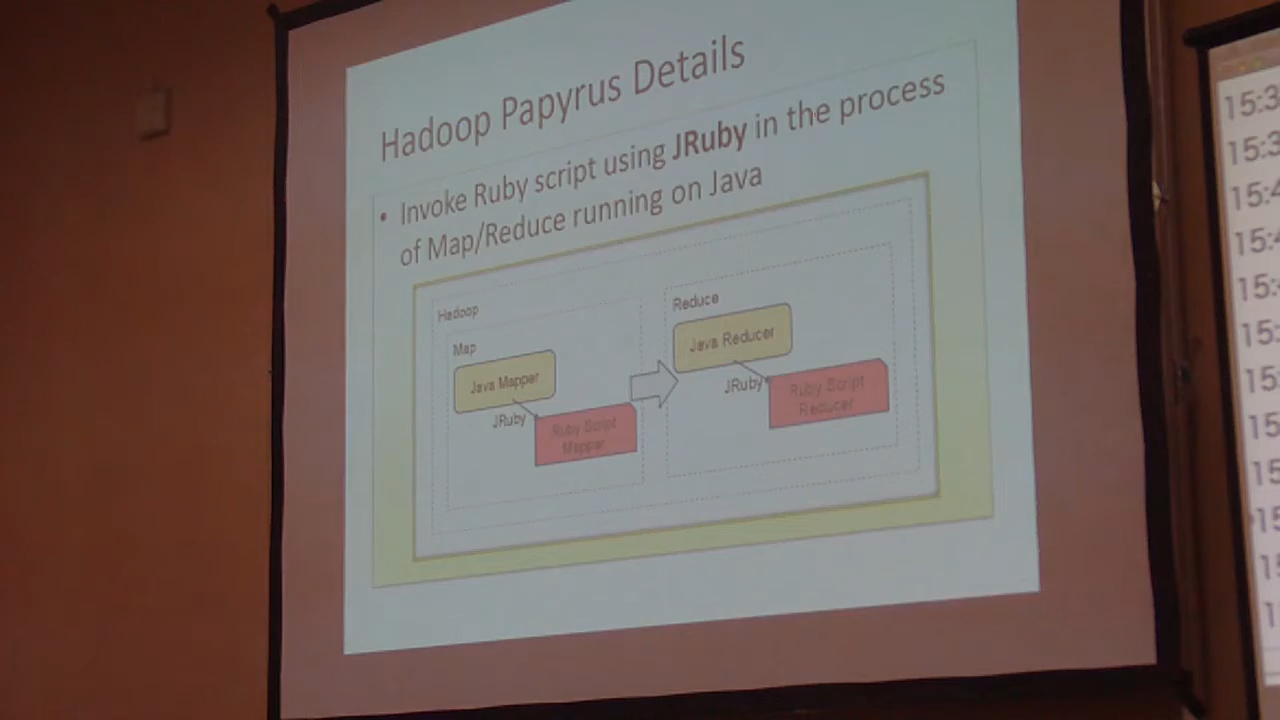 Hadoop Papyrus Details
• Invoke Ruby script using JRuby in the process
of Map/Reduce running on Java
Hadoop
Map
Java Mapper
JRuby
Ruby Script
Mapper
Reduce
Java Reducer
JRuby
Ruby Script
Reducer
15:3
15:3
15:4
15:4
15:
15:
15:
15:
15
15
15
1